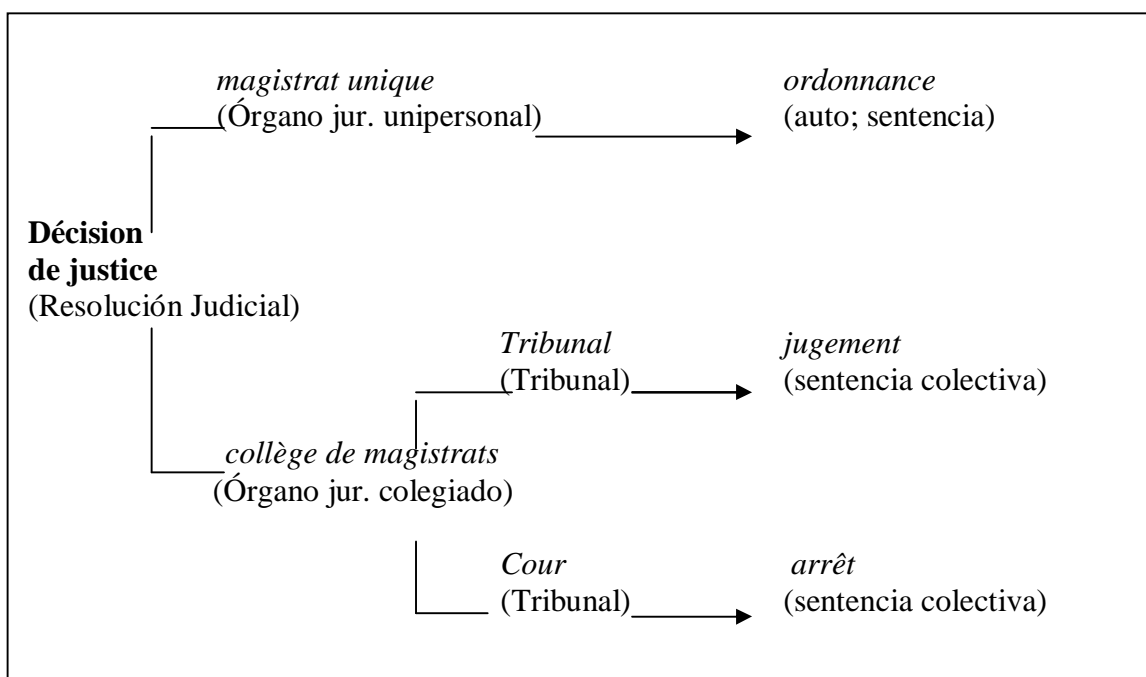 magistrat unique
(Órgano jur. unipersonal)
ordonnance
(auto; sentencia)
Décision
de justice
(Resolución Judicial)
Tribunal
(Tribunal)
jugement
(sentencia colectiva)
collège de magistrats
(Órgano jur. colegiado)
Cour
(Tribunal)
arrêt
(sentencia colectiva)